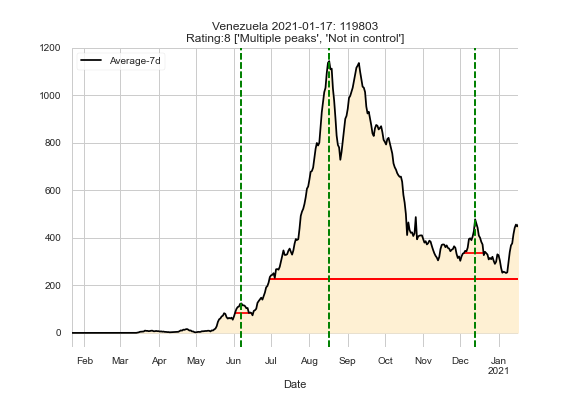 Venezuela 2021-01-17: 119803
Rating:8 ['Multiple peaks', 'Not in control']
Average-7d
1200
1000
800
600
400
200
0
Feb Mar Apr May Jun Jul Aug Sep Oct Nov Dec Jan
2021
Date